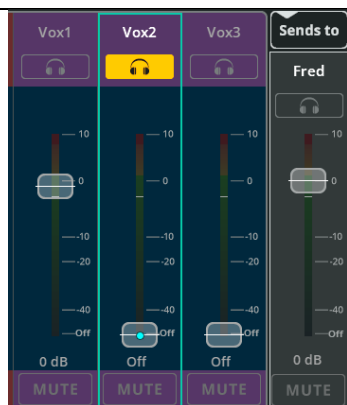 Vox1 Vox2 Vox3 Sends to
Fred
10 10 10 10
0 0 0 0
-10 -10 -10 -10
-20 -20 -20 -20
-40 -40 -40 -40
Off Off Off Off
0 dB Off Off 0 dB
MUTE MUTE MUTE MUTE